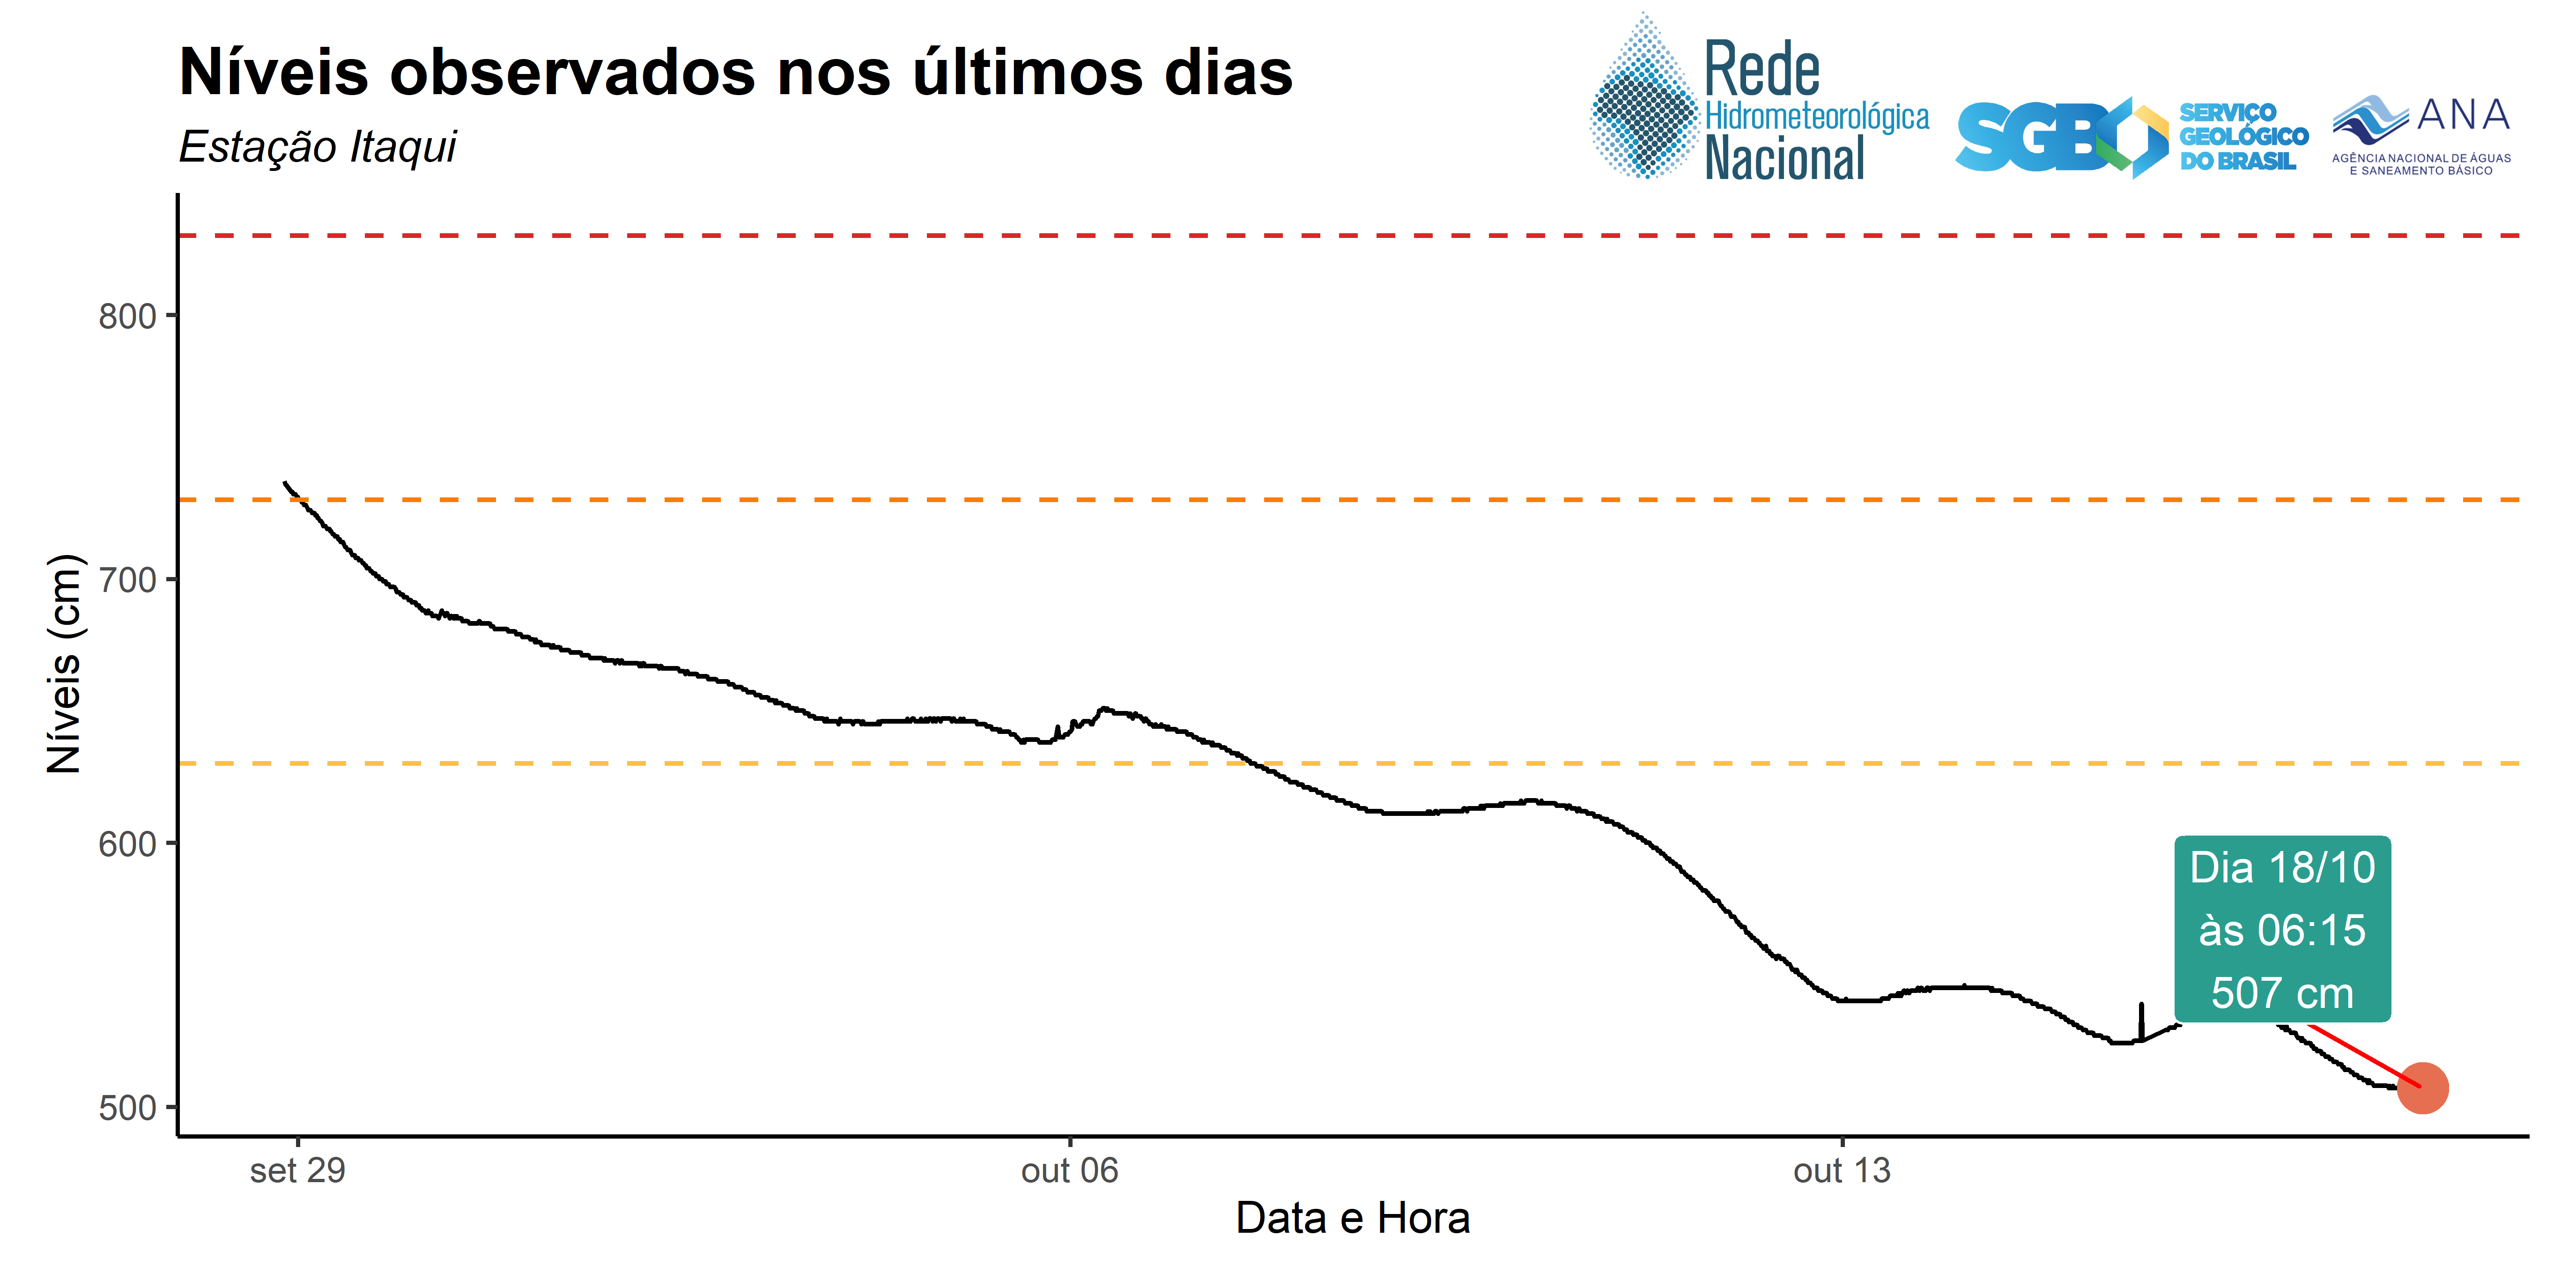 Níveis observados nos últimos dias
Estação Itaqui
Rede
Hidrometeorológica
Nacional
SGB
SERVIÇO
GEOLÓGICO
DO BRASIL
ANA
AGÊNCIA NACIONAL DE ÁGUAS
E SANEAMENTO BÁSICO
Níveis (cm)
800
700
600
500
Dia 18/10
às 06:15
507 cm
set 29
out 06
out 13
Data e Hora